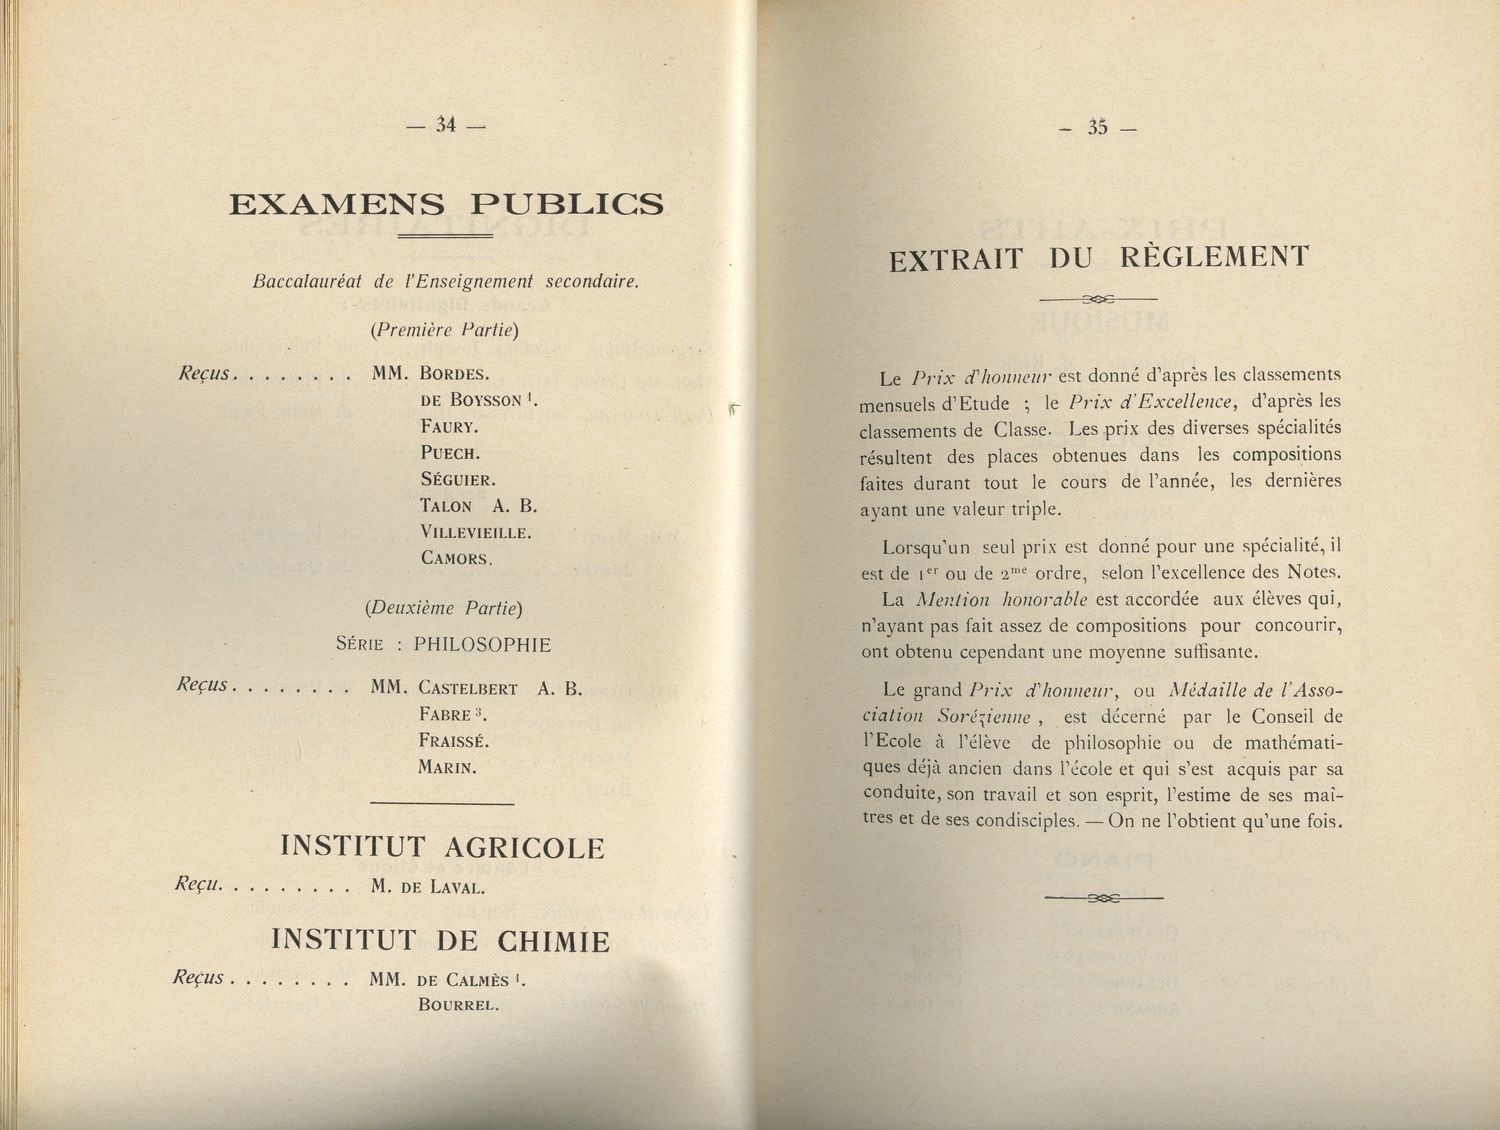 — 34 —
EXAMENS PUBLICS
Baccalauréat de l'Enseignement secondaire.
(Première Partie)
Reçus. . . . . . . . MM. BORDES.
DE BOYSSON 1.
FAURY.
PUECH.
SÉGUIER.
TALON A. B.
VILLEVIEILLE.
CAMORS.
(Deuxième Partie)
SÉRIE : PHILOSOPHIE
Reçus. . . . . . . . MM. CASTELBERT A. B.
FABRE 3.
FRAISSÉ.
MARIN.
INSTITUT AGRICOLE
Reçu. . . . . . . . . M. DE LAVAL.
INSTITUT DE CHIMIE
Reçus . . . . . . . . MM. DE CALMÈS 1.
BOURREL.
— 35 —
EXTRAIT DU RÈGLEMENT
Le Prix d'honneur est donné d'après les classements
mensuels d'Etude ; le Prix d'Excellence, d'après les
classements de Classe. Les prix des diverses spécialités
résultent des places obtenues dans les compositions
faites durant tout le cours de l'année, les dernières
ayant une valeur triple.
Lorsqu'un seul prix est donné pour une spécialité, il
est de 1er ou de 2me ordre, selon l'excellence des Notes.
La Mention honorable est accordée aux élèves qui,
n'ayant pas fait assez de compositions pour concourir,
ont obtenu cependant une moyenne suffisante.
Le grand Prix d'honneur, ou Médaille de l'Asso-
ciation Sorézienne , est décerné par le Conseil de
l'Ecole à l'élève de philosophie ou de mathémati-
ques déjà ancien dans l'école et qui s'est acquis par sa
conduite, son travail et son esprit, l'estime de ses maî-
tres et de ses condisciples. — On ne l'obtient qu'une fois.